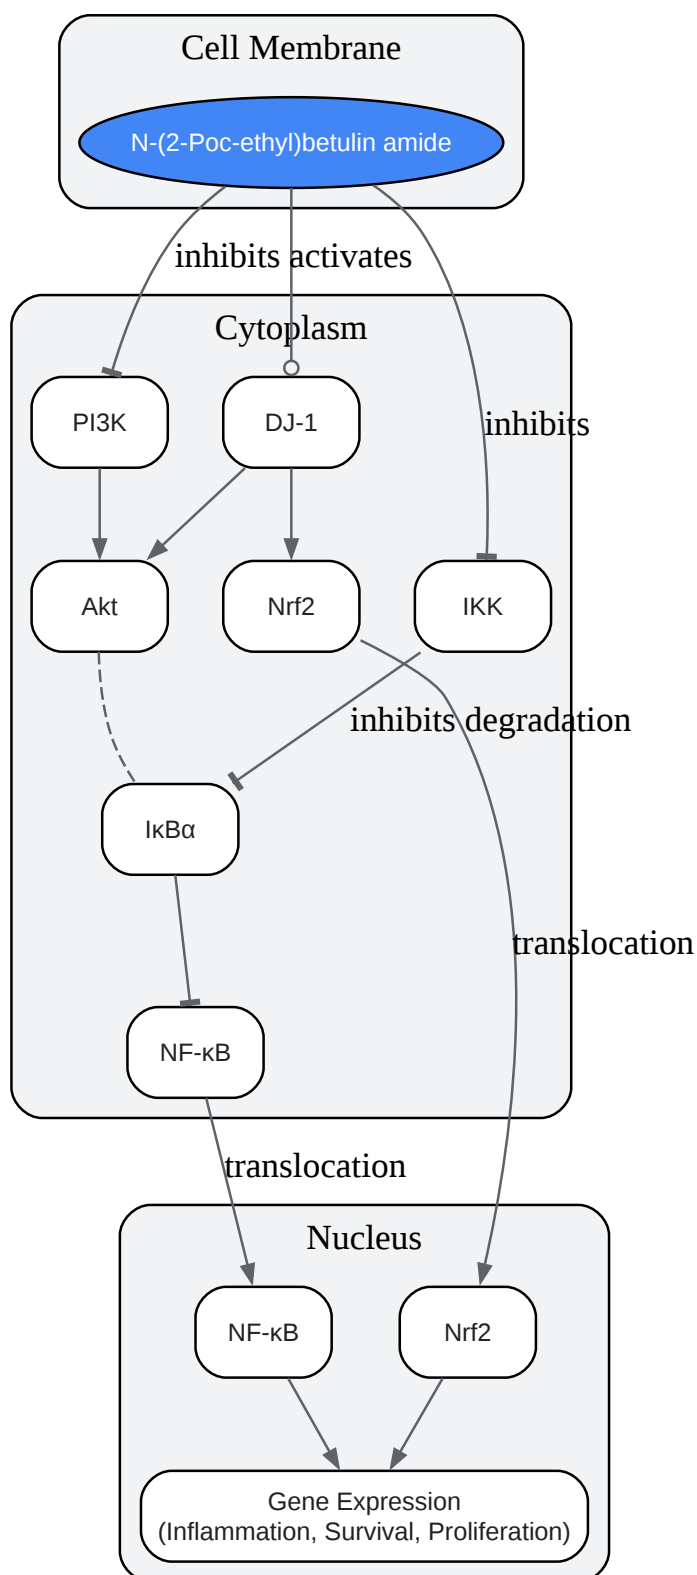 Cell Membrane
N-(2-Poc-ethyl)betulin amide
inhibits
activates
Cytoplasm
PI3K
DJ-1
inhibits
Akt
Nrf2
IKK
inhibits degradation
IκBα
translocation
NF-κB
translocation
Nucleus
NF-κB
Nrf2
Gene Expression
(Inflammation, Survival, Proliferation)